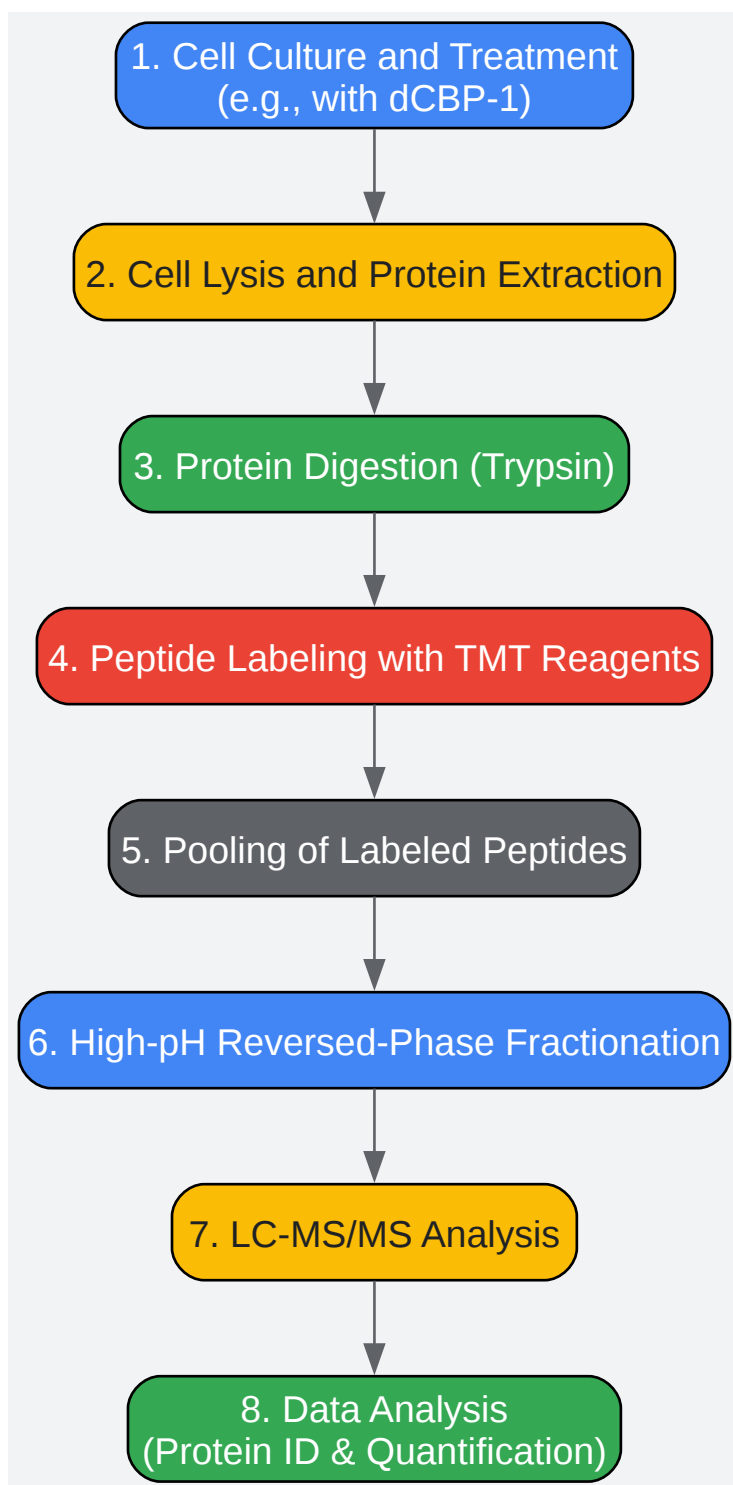 1. Cell Culture and Treatment
(e.g., with dCBP-1)
2. Cell Lysis and Protein Extraction
3. Protein Digestion (Trypsin)
4. Peptide Labeling with TMT Reagents
5. Pooling of Labeled Peptides
6. High-pH Reversed-Phase Fractionation
7. LC-MS/MS Analysis
8. Data Analysis
(Protein ID & Quantification)